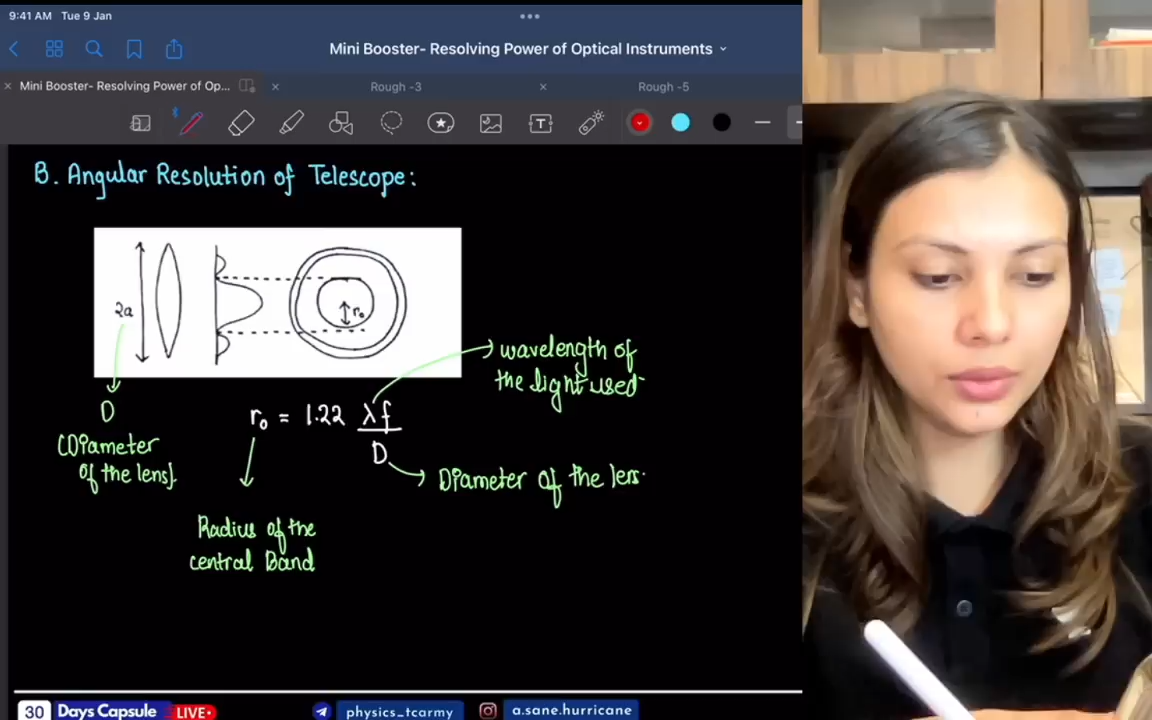 9:41 AM Tue 9 Jan
Mini Booster- Resolving Power of Optical Instruments
Mini Booster- Resolving Power of Op...
Rough -3
Rough -5
B. Angular Resolution of Telescope:
2a
r₀
D
(Diameter
of the lens)
r₀ = 1.22 λf
D
wavelength of
the light used
Diameter of the lens
Radius of the
central Band
30 Days Capsule LIVE
physics_tcarmy
a.sane.hurricane